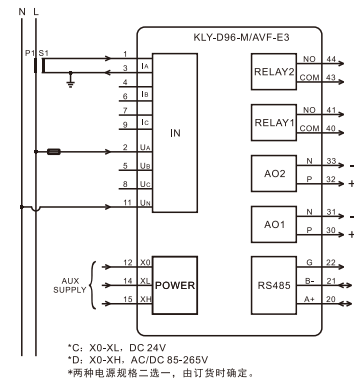 N L
KLY-D96-M/AVF-E3
P1 S1
1
3 IA
4
6 IB
7
9 IC
2 UA
5 UB
8 UC
11 UN
IN
RELAY2
NO 44
COM 43
RELAY1
NO 41
COM 40
AO2
N 33 -
P 32 +
AO1
N 31 -
P 30 +
AUX
SUPPLY
12 X0
14 XL
15 XH
POWER
RS485
G 22
B- 21
A+ 20
*C: X0-XL, DC 24V
*D: X0-XH, AC/DC 85-265V
*两种电源规格二选一，由订货时确定。